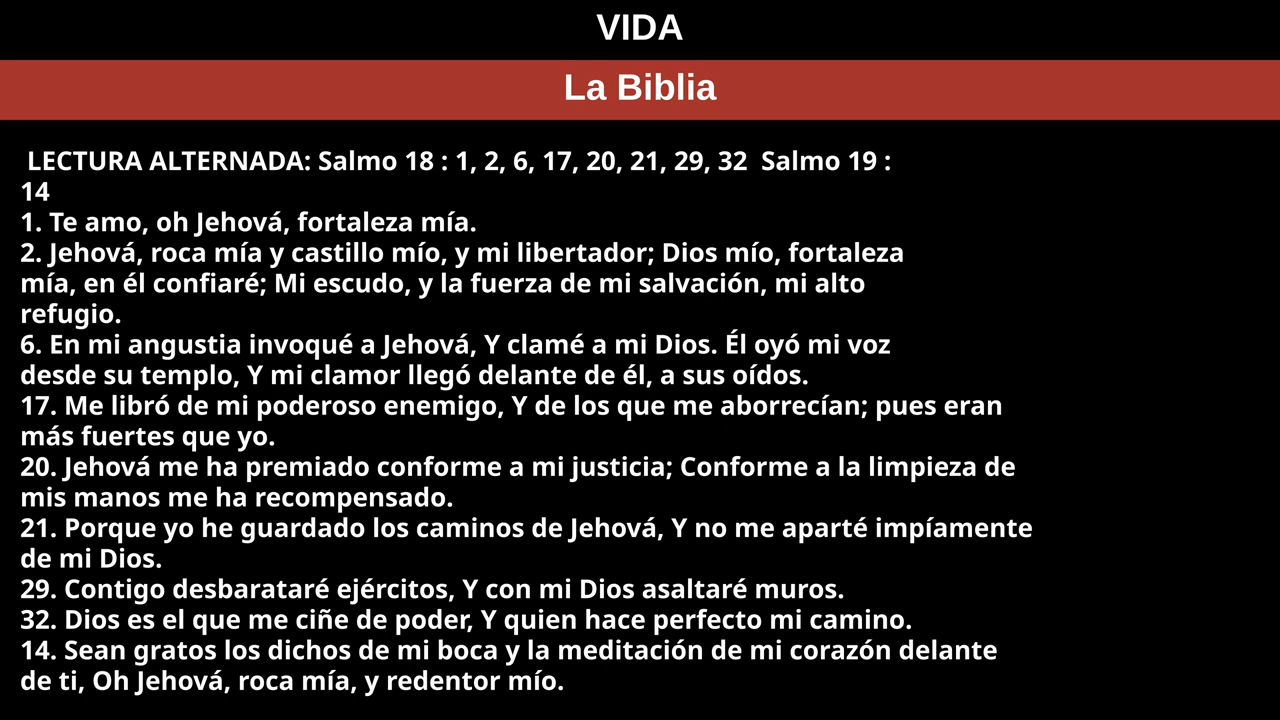 VIDA
La Biblia
LECTURA ALTERNADA: Salmo 18 : 1, 2, 6, 17, 20, 21, 29, 32  Salmo 19 :
14
1. Te amo, oh Jehová, fortaleza mía.
2. Jehová, roca mía y castillo mío, y mi libertador; Dios mío, fortaleza
mía, en él confiaré; Mi escudo, y la fuerza de mi salvación, mi alto
refugio.
6. En mi angustia invoqué a Jehová, Y clamé a mi Dios. Él oyó mi voz
desde su templo, Y mi clamor llegó delante de él, a sus oídos.
17. Me libró de mi poderoso enemigo, Y de los que me aborrecían; pues eran
más fuertes que yo.
20. Jehová me ha premiado conforme a mi justicia; Conforme a la limpieza de
mis manos me ha recompensado.
21. Porque yo he guardado los caminos de Jehová, Y no me aparté impíamente
de mi Dios.
29. Contigo desbarataré ejércitos, Y con mi Dios asaltaré muros.
32. Dios es el que me ciñe de poder, Y quien hace perfecto mi camino.
14. Sean gratos los dichos de mi boca y la meditación de mi corazón delante
de ti, Oh Jehová, roca mía, y redentor mío.